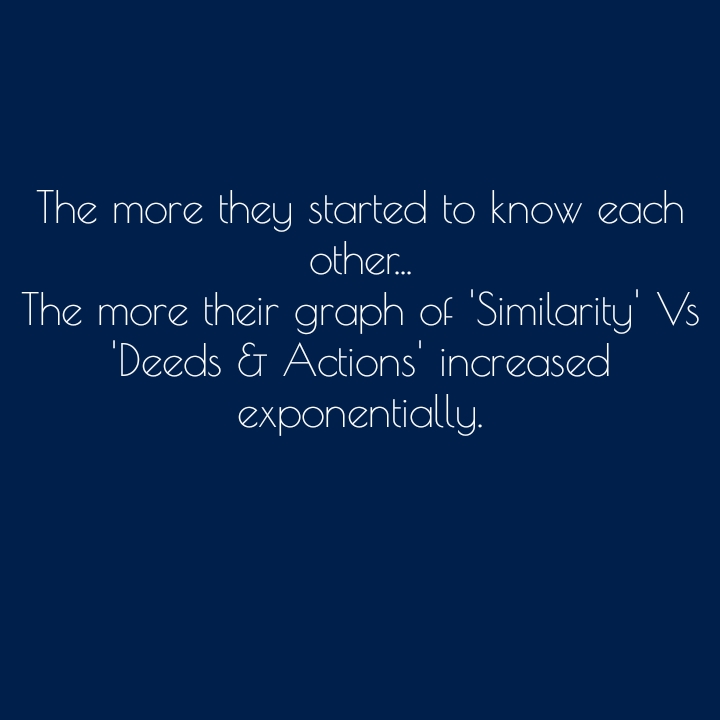 The more they started to know each
other...
The more their graph of 'Similarity' Vs
'Deeds & Actions' increased
exponentially.